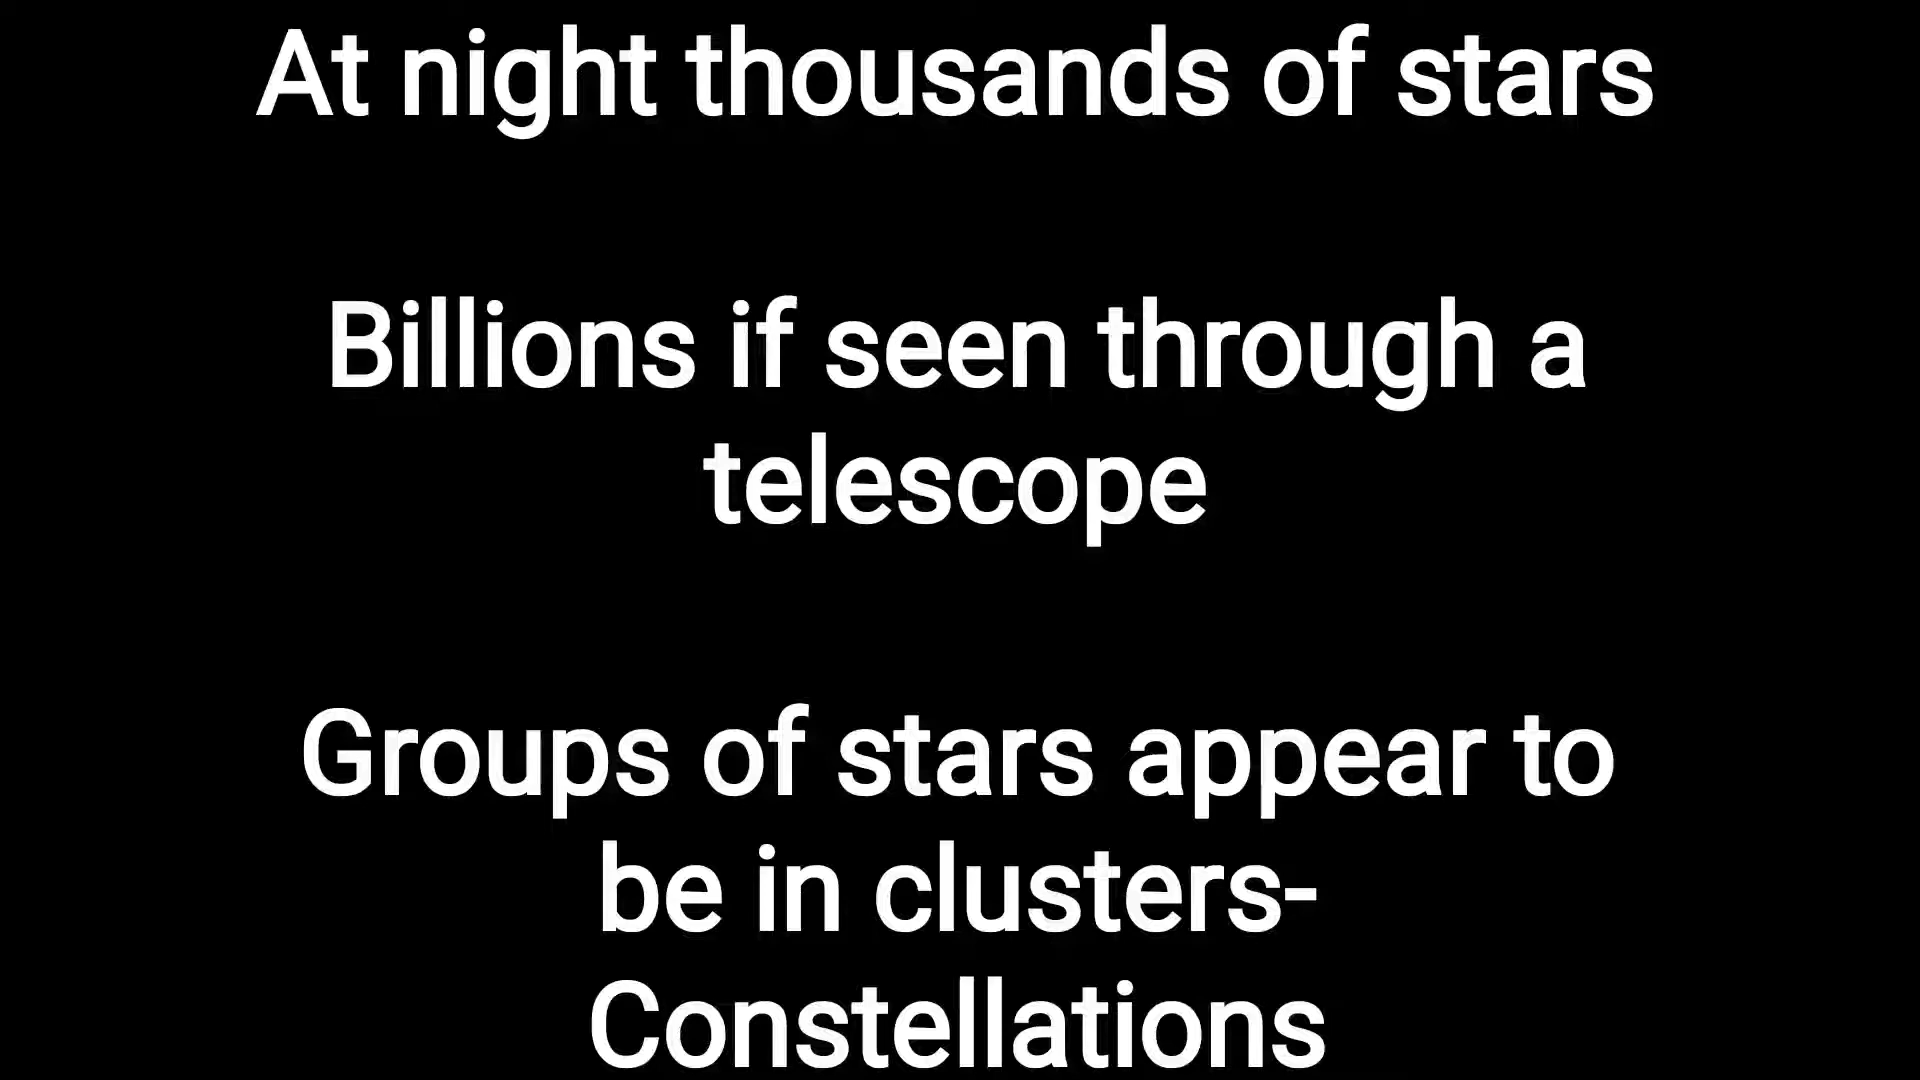 At night thousands of stars
Billions if seen through a
telescope
Groups of stars appear to
be in clusters-
Constellations